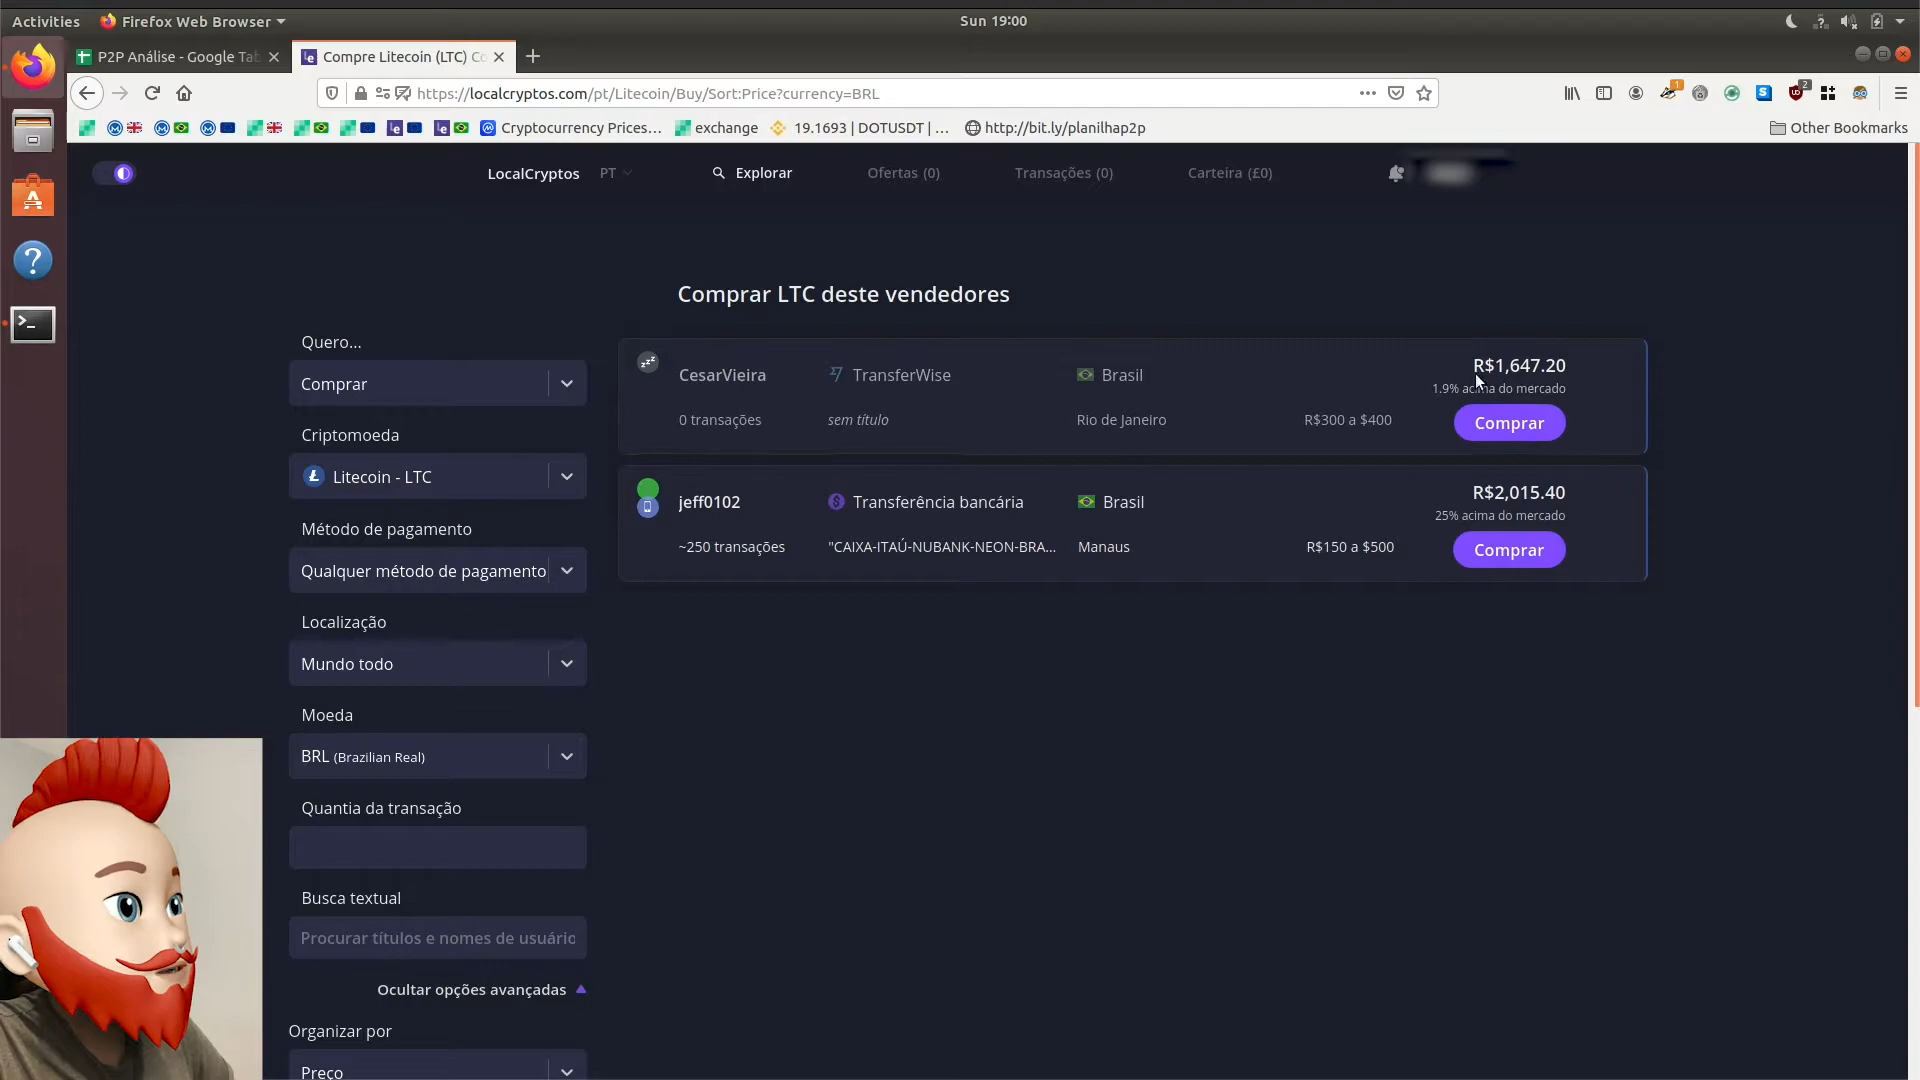 Activities
Firefox Web Browser
Sun 19:00
P2P Análise - Google Tab
Compre Litecoin (LTC) Co
https://localcryptos.com/pt/Litecoin/Buy/Sort:Price?currency=BRL
Cryptocurrency Prices…
exchange
19.1693 | DOTUSDT | …
http://bit.ly/planilhap2p
Other Bookmarks
LocalCryptos
PT
Explorar
Ofertas (0)
Transações (0)
Carteira (£0)
Comprar LTC deste vendedores
Quero...
Comprar
Criptomoeda
Litecoin - LTC
Método de pagamento
Qualquer método de pagamento
Localização
Mundo todo
Moeda
BRL (Brazilian Real)
Quantia da transação
Busca textual
Procurar títulos e nomes de usuário
Ocultar opções avançadas
Organizar por
Preço
CesarVieira
TransferWise
Brasil
R$1,647.20
1.9% acima do mercado
0 transações
sem título
Rio de Janeiro
R$300 a $400
Comprar
jeff0102
Transferência bancária
Brasil
R$2,015.40
25% acima do mercado
~250 transações
"CAIXA-ITAÚ-NUBANK-NEON-BRA...
Manaus
R$150 a $500
Comprar